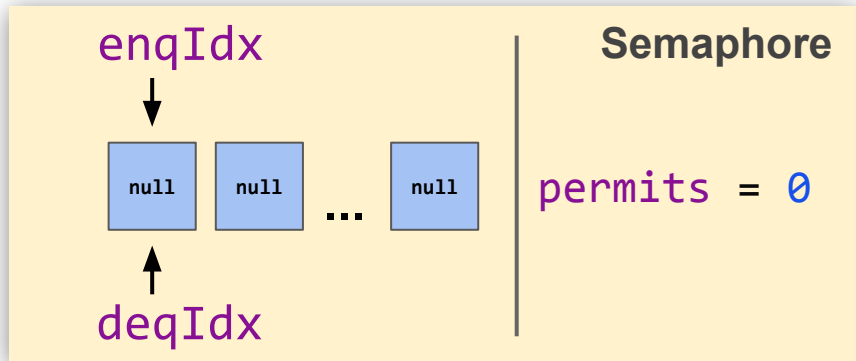 enqIdx
null null ... null
deqIdx
Semaphore
permits = 0